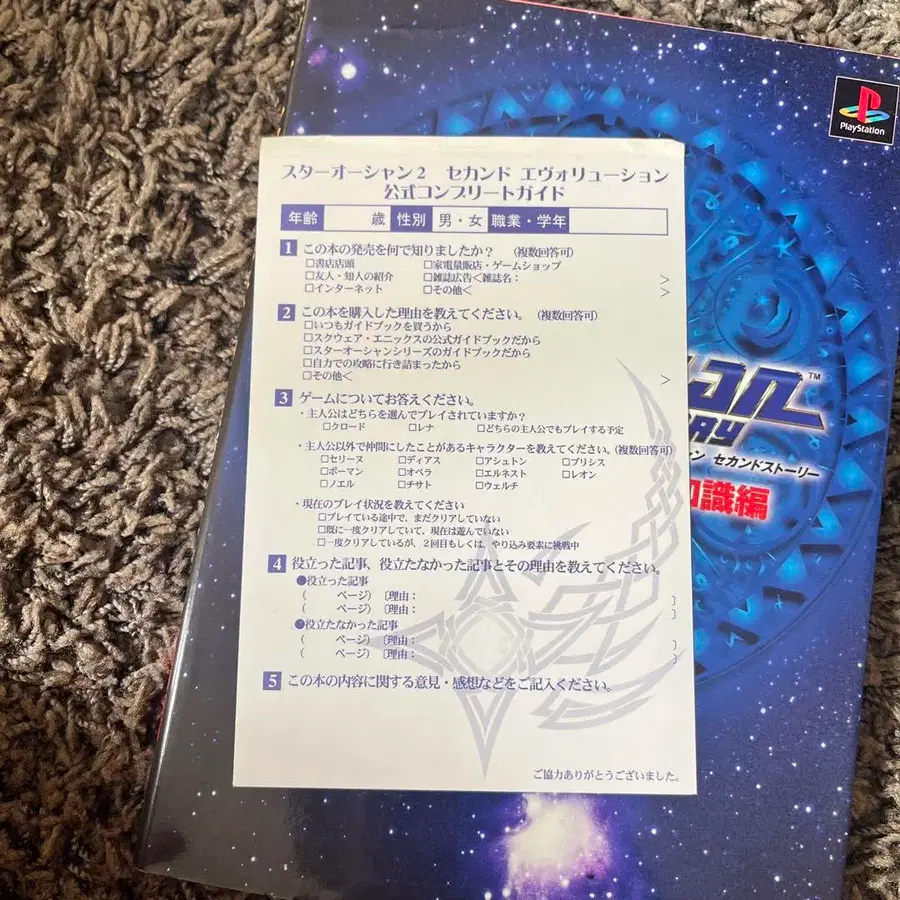 PlayStation
スターオーシャン2 セカンド エヴォリューション
公式コンプリートガイド
年齢 歳 性別 男・女 職業・学年
1 この本の発売を何で知りましたか? (複数回答可)
□書店店頭 □家電量販店・ゲームショップ
□友人・知人の紹介 □雑誌広告<雑誌名: >
□インターネット □その他< >
2 この本を購入した理由を教えてください。(複数回答可)
□いつもガイドブックを買うから
□スクウェア・エニックスの公式ガイドブックだから
□スターオーシャンシリーズのガイドブックだから
□自力での攻略に行き詰まったから
□その他< >
3 ゲームについてお答えください。
・主人公はどちらを選んでプレイされていますか?
□クロード □レナ □どちらの主人公でもプレイする予定
・主人公以外で仲間にしたことがあるキャラクターを教えてください。(複数回答可)
□セリーヌ □ディアス □アシュトン □プリシス
□ボーマン □オペラ □エルネスト □レオン
□ノエル □チサト □ウェルチ
・現在のプレイ状況を教えてください
□プレイしている途中で、まだクリアしていない
□既に一度クリアしていて、現在は遊んでいない
□一度クリアしているが、2回目もしくは、やり込み要素に挑戦中
4 役立った記事、役立たなかった記事とその理由を教えてください。
●役立った記事
( ページ) 〔理由: 〕
( ページ) 〔理由: 〕
●役立たなかった記事
( ページ) 〔理由: 〕
( ページ) 〔理由: 〕
5 この本の内容に関する意見・感想などをご記入ください。
ご協力ありがとうございました。
TM
ン セカンドストーリー
識編